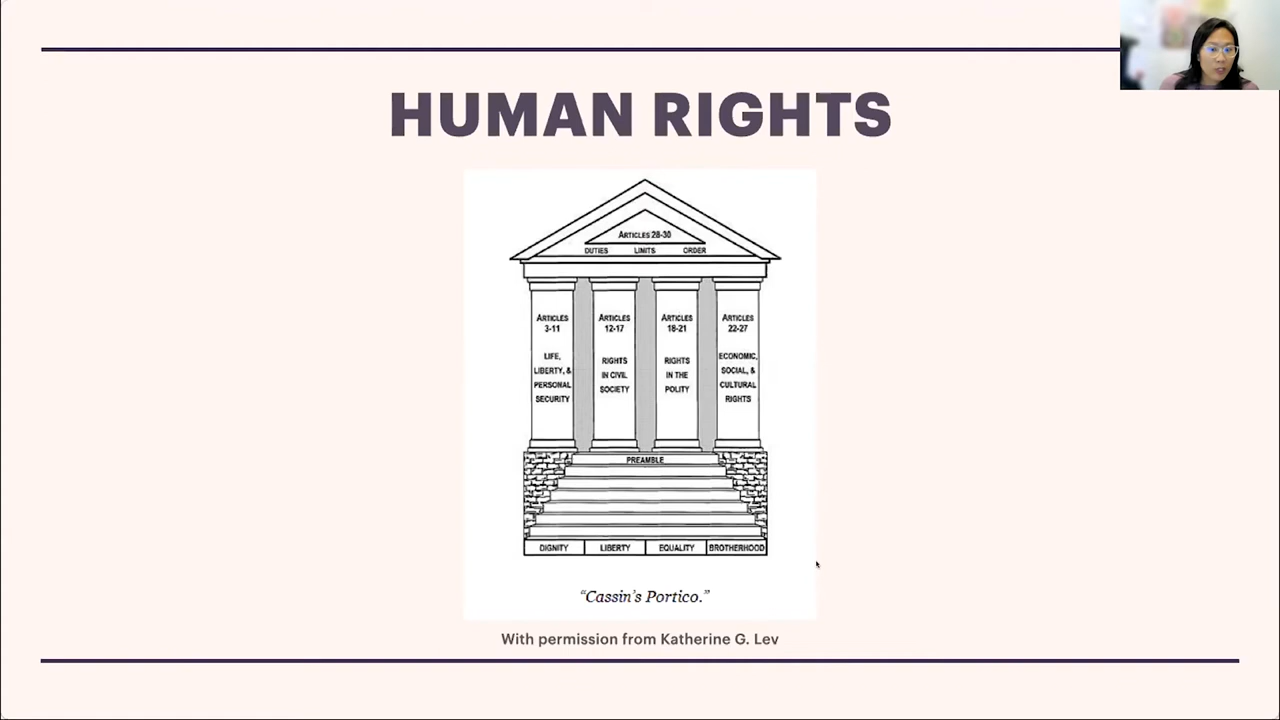 HUMAN RIGHTS
ARTICLES 28-30
DUTIES LIMITS ORDER
ARTICLES
3-11
LIFE,
LIBERTY, &
PERSONAL
SECURITY
ARTICLES
12-17
RIGHTS
IN CIVIL
SOCIETY
ARTICLES
18-21
RIGHTS
IN THE
POLITY
ARTICLES
22-27
ECONOMIC,
SOCIAL, &
CULTURAL
RIGHTS
PREAMBLE
DIGNITY LIBERTY EQUALITY BROTHERHOOD
“Cassin’s Portico.”
With permission from Katherine G. Lev